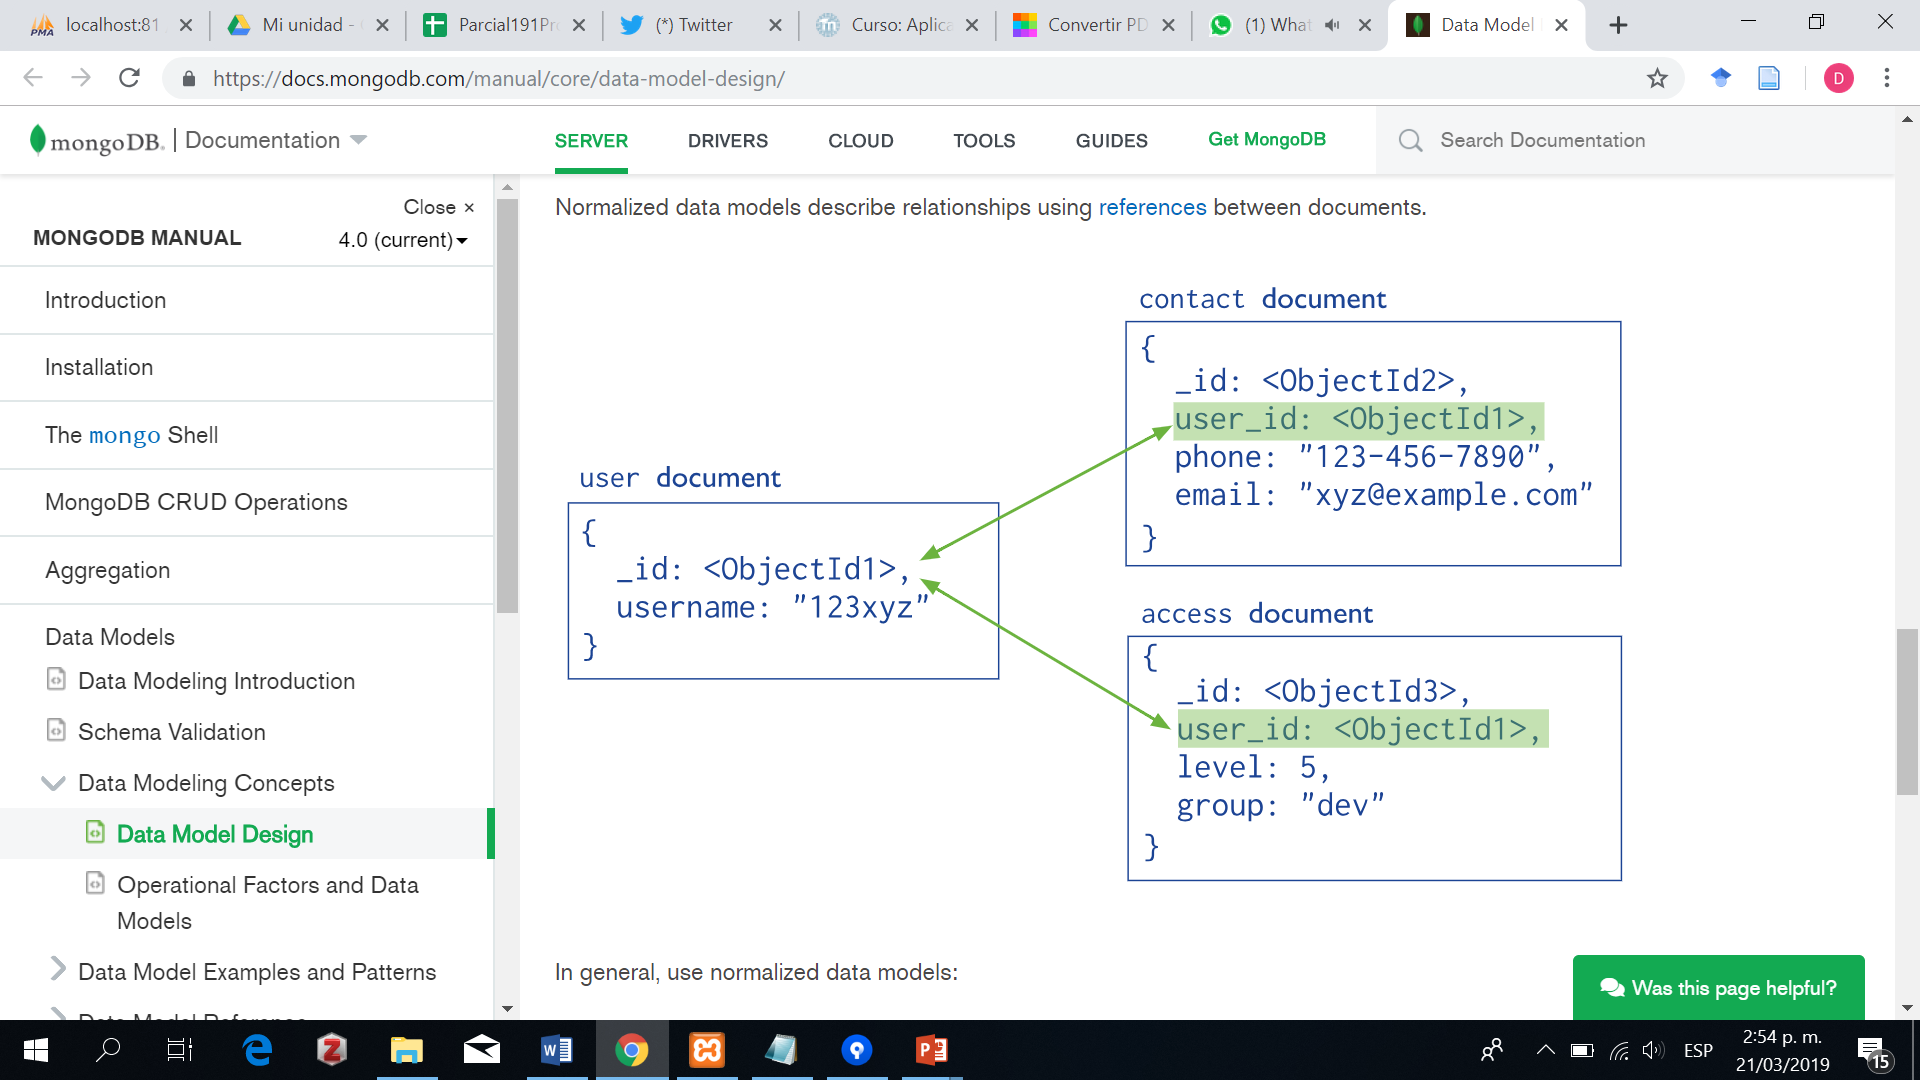 localhost:81
Mi unidad -
Parcial191Pr
(*) Twitter
Curso: Aplica
Convertir PD
(1) What
Data Model
https://docs.mongodb.com/manual/core/data-model-design/
D
mongoDB. | Documentation
SERVER
DRIVERS
CLOUD
TOOLS
GUIDES
Get MongoDB
Search Documentation
Close ×
MONGODB MANUAL
4.0 (current)
Introduction
Installation
The mongo Shell
MongoDB CRUD Operations
Aggregation
Data Models
Data Modeling Introduction
Schema Validation
Data Modeling Concepts
Data Model Design
Operational Factors and Data
Models
Data Model Examples and Patterns
Data Model Reference
Normalized data models describe relationships using references between documents.
user document
{
_id: <ObjectId1>,
username: "123xyz"
}
contact document
{
_id: <ObjectId2>,
user_id: <ObjectId1>,
phone: "123-456-7890",
email: "xyz@example.com"
}
access document
{
_id: <ObjectId3>,
user_id: <ObjectId1>,
level: 5,
group: "dev"
}
In general, use normalized data models:
Was this page helpful?
ESP
2:54 p. m.
21/03/2019
15